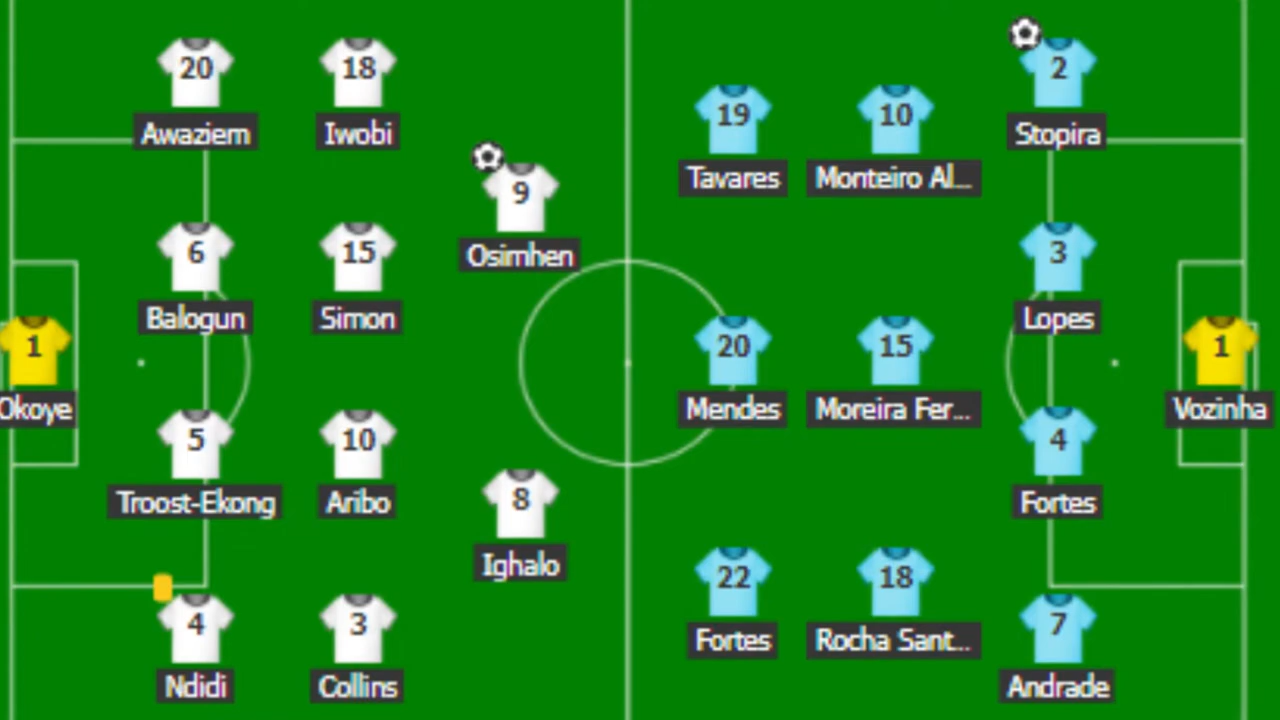 20
Awaziem
18
Iwobi
6
Balogun
15
Simon
9
Osimhen
1
Okoye
5
Troost-Ekong
10
Aribo
8
Ighalo
4
Ndidi
3
Collins
19
Tavares
10
Monteiro Al...
2
Stopira
3
Lopes
20
Mendes
15
Moreira Fer...
1
Vozinha
4
Fortes
22
Fortes
18
Rocha Sant...
7
Andrade